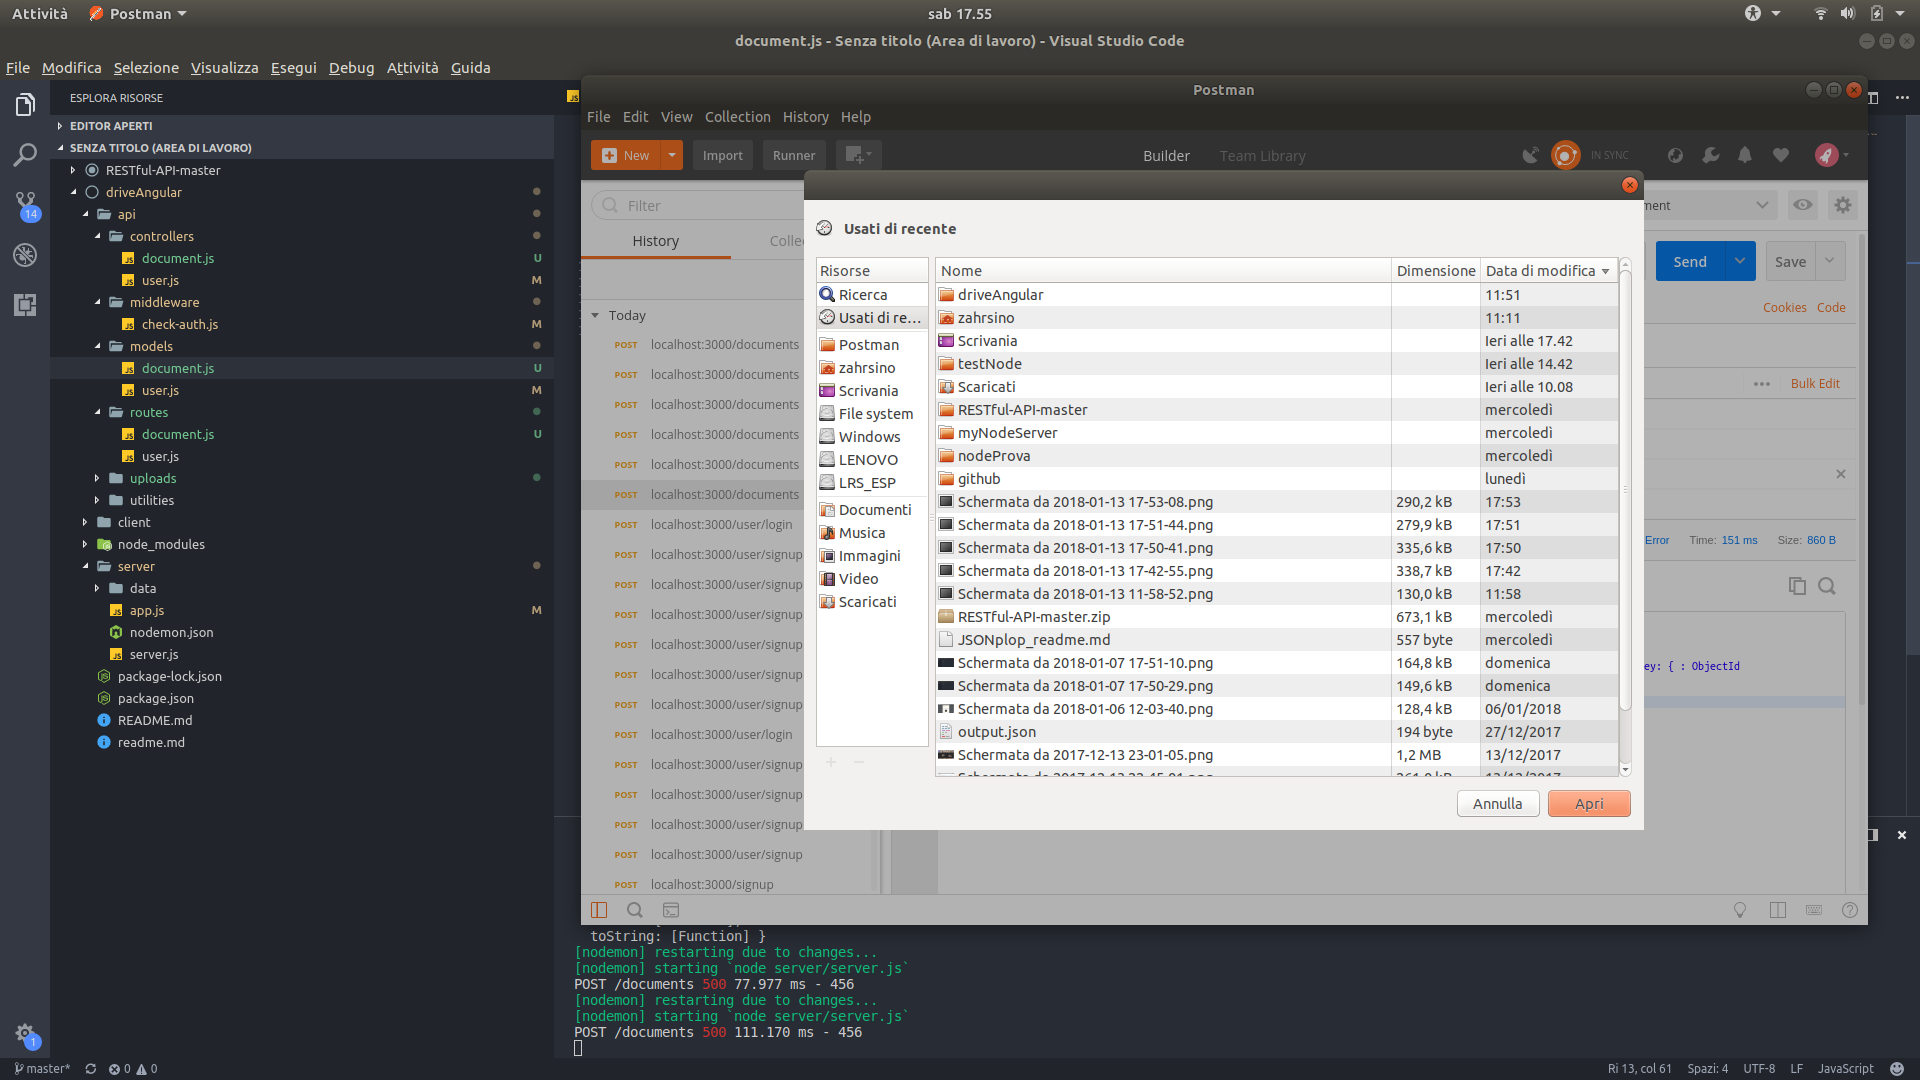 Attività
Postman
sab 17.55
document.js - Senza titolo (Area di lavoro) - Visual Studio Code
File Modifica Selezione Visualizza Esegui Debug Attività Guida
ESPLORA RISORSE
EDITOR APERTI
SENZA TITOLO (AREA DI LAVORO)
RESTful-API-master
driveAngular
api
controllers
document.js U
user.js M
middleware
check-auth.js M
models
document.js U
user.js M
routes
document.js U
user.js
uploads
utilities
client
node_modules
server
data
app.js M
nodemon.json
server.js
package-lock.json
package.json
README.md
readme.md
14
1
JS
Postman
File Edit View Collection History Help
New
Import
Runner
Builder
Team Library
IN SYNC
Filter
History
Today
POST localhost:3000/documents
POST localhost:3000/documents
POST localhost:3000/documents
POST localhost:3000/documents
POST localhost:3000/documents
POST localhost:3000/documents
POST localhost:3000/user/login
POST localhost:3000/user/signup
POST localhost:3000/user/signup
POST localhost:3000/user/signup
POST localhost:3000/user/signup
POST localhost:3000/user/signup
POST localhost:3000/user/signup
POST localhost:3000/user/login
POST localhost:3000/user/signup
POST localhost:3000/user/signup
POST localhost:3000/user/signup
POST localhost:3000/user/signup
POST localhost:3000/signup
Send
Save
Cookies Code
Bulk Edit
Error Time: 151 ms Size: 860 B
ey: { : ObjectId
Usati di recente
Risorse
Ricerca
Usati di re...
Postman
zahrsino
Scrivania
File system
Windows
LENOVO
LRS_ESP
Documenti
Musica
Immagini
Video
Scaricati
Nome Dimensione Data di modifica
driveAngular 11:51
zahrsino 11:11
Scrivania Ieri alle 17.42
testNode Ieri alle 14.42
Scaricati Ieri alle 10.08
RESTful-API-master mercoledì
myNodeServer mercoledì
nodeProva mercoledì
github lunedì
Schermata da 2018-01-13 17-53-08.png 290,2 kB 17:53
Schermata da 2018-01-13 17-51-44.png 279,9 kB 17:51
Schermata da 2018-01-13 17-50-41.png 335,6 kB 17:50
Schermata da 2018-01-13 17-42-55.png 338,7 kB 17:42
Schermata da 2018-01-13 11-58-52.png 130,0 kB 11:58
RESTful-API-master.zip 673,1 kB mercoledì
JSONplop_readme.md 557 byte mercoledì
Schermata da 2018-01-07 17-51-10.png 164,8 kB domenica
Schermata da 2018-01-07 17-50-29.png 149,6 kB domenica
Schermata da 2018-01-06 12-03-40.png 128,4 kB 06/01/2018
output.json 194 byte 27/12/2017
Schermata da 2017-12-13 23-01-05.png 1,2 MB 13/12/2017
Annulla
Apri
toString: [Function] }
[nodemon] restarting due to changes...
[nodemon] starting `node server/server.js`
POST /documents 500 77.977 ms - 456
[nodemon] restarting due to changes...
[nodemon] starting `node server/server.js`
POST /documents 500 111.170 ms - 456
master* 0 0
Ri 13, col 61 Spazi: 4 UTF-8 LF JavaScript